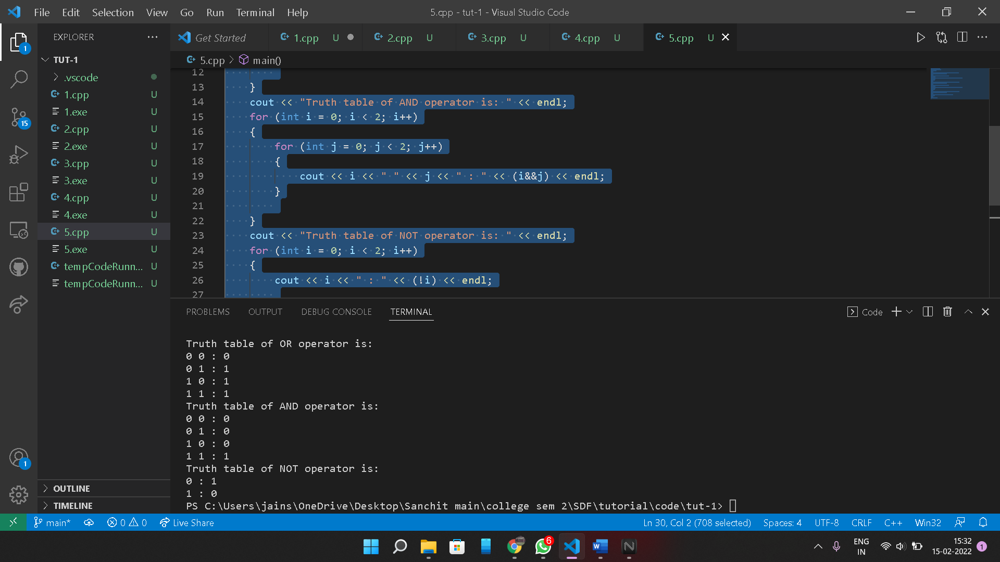 File Edit Selection View Go Run Terminal Help
5.cpp - tut-1 - Visual Studio Code
EXPLORER
Get Started
1.cpp U
2.cpp U
3.cpp U
4.cpp U
5.cpp U
5.cpp > main()
TUT-1
.vscode
1.cpp U
1.exe U
2.cpp U
2.exe U
3.cpp U
3.exe U
4.cpp U
4.exe U
5.cpp U
5.exe U
tempCodeRunn... U
tempCodeRunn... U
OUTLINE
TIMELINE
1
15
1
12
13 }
14 cout << "Truth table of AND operator is: " << endl;
15 for (int i = 0; i < 2; i++)
16 {
17 for (int j = 0; j < 2; j++)
18 {
19 cout << i << " " << j << " : " << (i&&j) << endl;
20 }
21
22 }
23 cout << "Truth table of NOT operator is: " << endl;
24 for (int i = 0; i < 2; i++)
25 {
26 cout << i << " : " << (!i) << endl;
27
PROBLEMS OUTPUT DEBUG CONSOLE TERMINAL
Code
Truth table of OR operator is:
0 0 : 0
0 1 : 1
1 0 : 1
1 1 : 1
Truth table of AND operator is:
0 0 : 0
0 1 : 0
1 0 : 0
1 1 : 1
Truth table of NOT operator is:
0 : 1
1 : 0
PS C:\Users\jains\OneDrive\Desktop\Sanchit main\college sem 2\SDF\tutorial\code\tut-1>
main* 0 0 Live Share
Ln 30, Col 2 (708 selected) Spaces: 4 UTF-8 CRLF C++ Win32
6
W
N
ENG
IN
15:32
15-02-2022
1